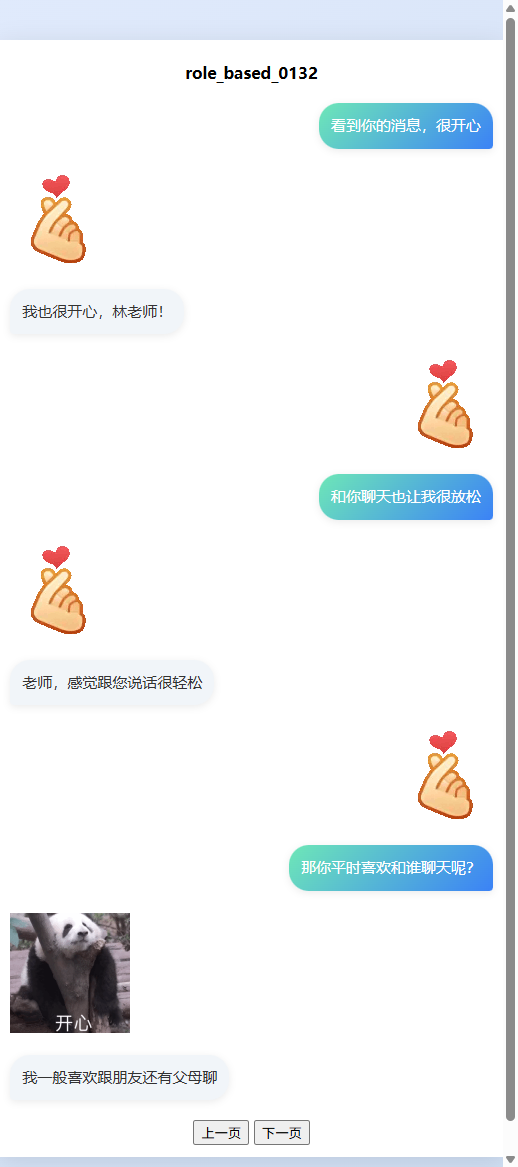 role_based_0132
看到你的消息，很开心
我也很开心，林老师！
和你聊天也让我很放松
老师，感觉跟您说话很轻松
那你平时喜欢和谁聊天呢？
开心
我一般喜欢跟朋友还有父母聊
上一页 下一页